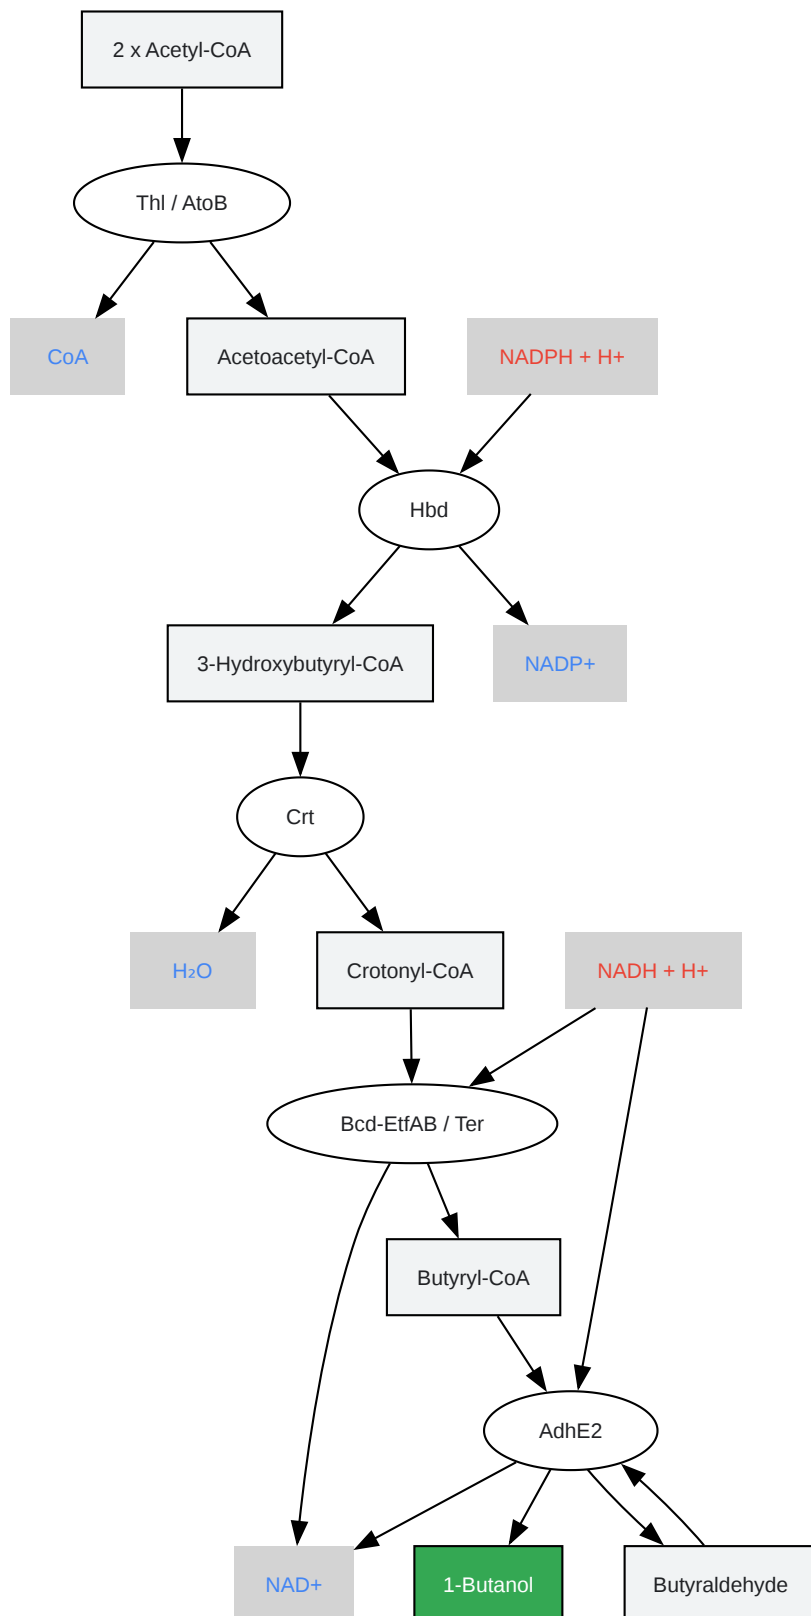 2 x Acetyl-CoA
Thl / AtoB
CoA
Acetoacetyl-CoA
NADPH + H+
Hbd
3-Hydroxybutyryl-CoA
NADP+
Crt
H₂O
Crotonyl-CoA
NADH + H+
Bcd-EtfAB / Ter
Butyryl-CoA
AdhE2
NAD+
1-Butanol
Butyraldehyde